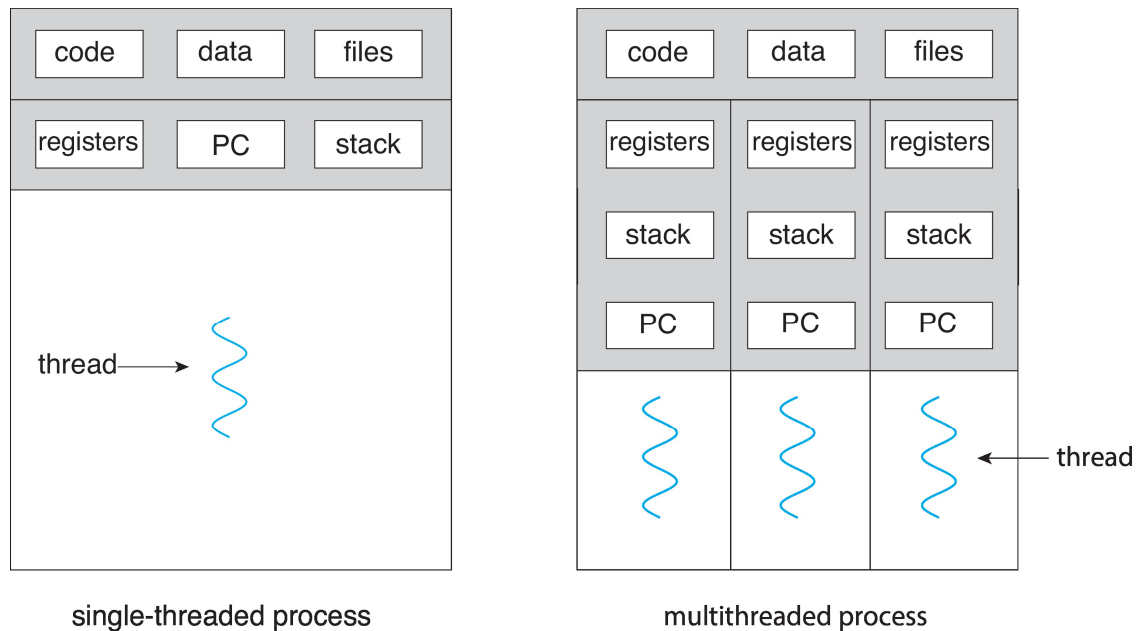 code data files
registers PC stack
thread
single-threaded process
code data files
registers registers registers
stack stack stack
PC PC PC
thread
multithreaded process